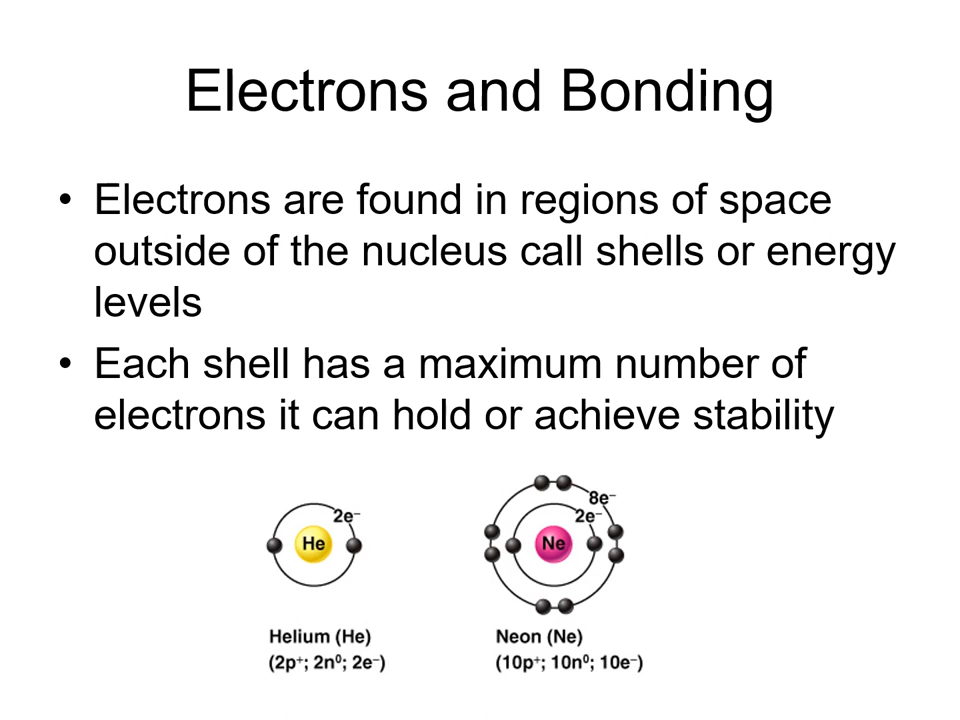 Electrons and Bonding
• Electrons are found in regions of space
outside of the nucleus call shells or energy
levels
• Each shell has a maximum number of
electrons it can hold or achieve stability
2e⁻
He
Helium (He)
(2p⁺; 2n⁰; 2e⁻)
8e⁻
2e⁻
Ne
Neon (Ne)
(10p⁺; 10n⁰; 10e⁻)